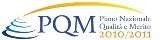 PQM
Piano Nazionale
Qualità e Merito
2010/2011